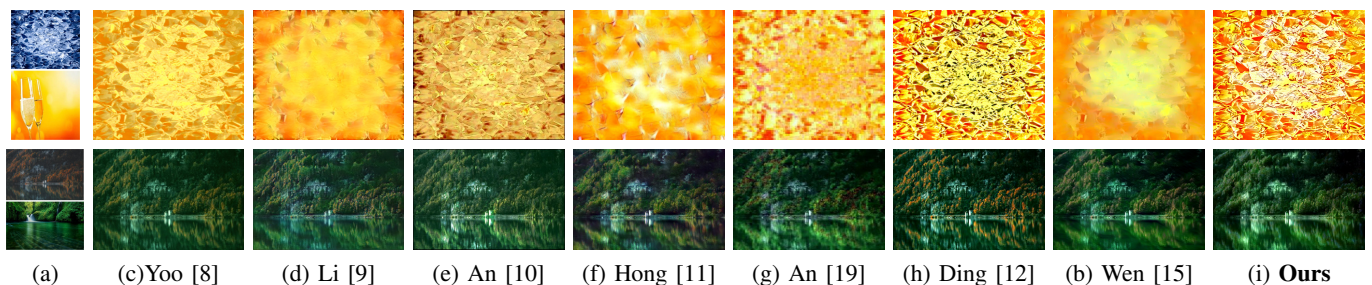 (a) (c)Yoo [8] (d) Li [9] (e) An [10] (f) Hong [11] (g) An [19] (h) Ding [12] (b) Wen [15] (i) Ours